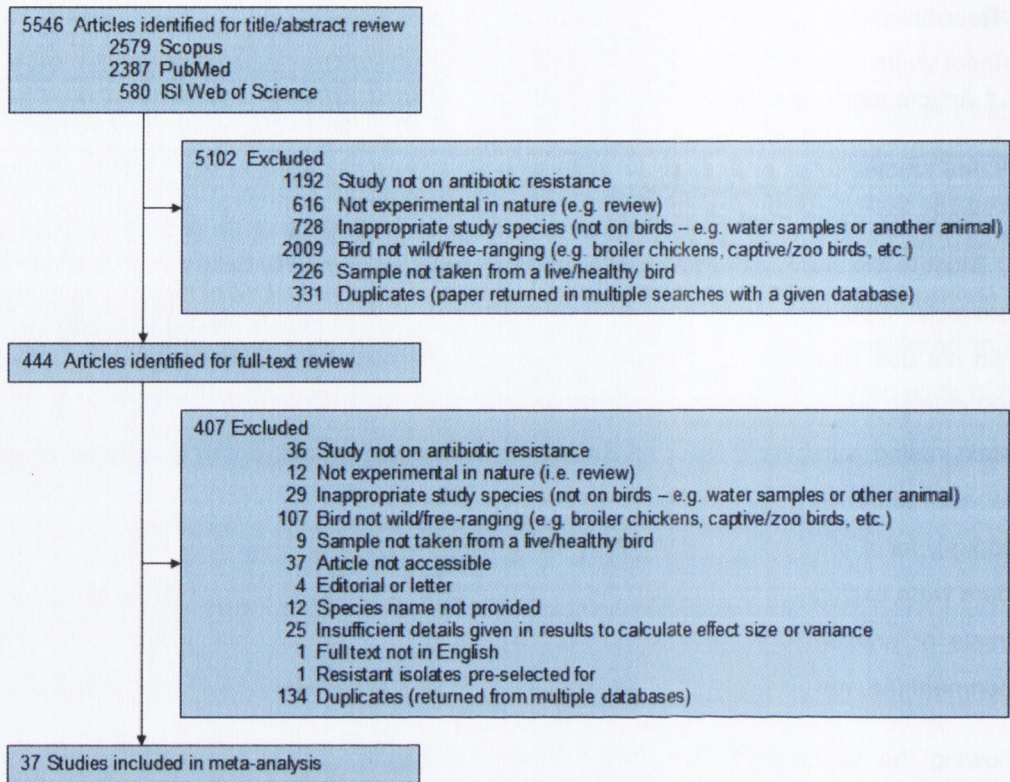 5546 Articles identified for title/abstract review
2579 Scopus
2387 PubMed
580 ISI Web of Science
5102 Excluded
1192 Study not on antibiotic resistance
616 Not experimental in nature (e.g. review)
728 Inappropriate study species (not on birds – e.g. water samples or another animal)
2009 Bird not wild/free-ranging (e.g. broiler chickens, captive/zoo birds, etc.)
226 Sample not taken from a live/healthy bird
331 Duplicates (paper returned in multiple searches with a given database)
444 Articles identified for full-text review
407 Excluded
36 Study not on antibiotic resistance
12 Not experimental in nature (i.e. review)
29 Inappropriate study species (not on birds – e.g. water samples or other animal)
107 Bird not wild/free-ranging (e.g. broiler chickens, captive/zoo birds, etc.)
9 Sample not taken from a live/healthy bird
37 Article not accessible
4 Editorial or letter
12 Species name not provided
25 Insufficient details given in results to calculate effect size or variance
1 Full text not in English
1 Resistant isolates pre-selected for
134 Duplicates (returned from multiple databases)
37 Studies included in meta-analysis